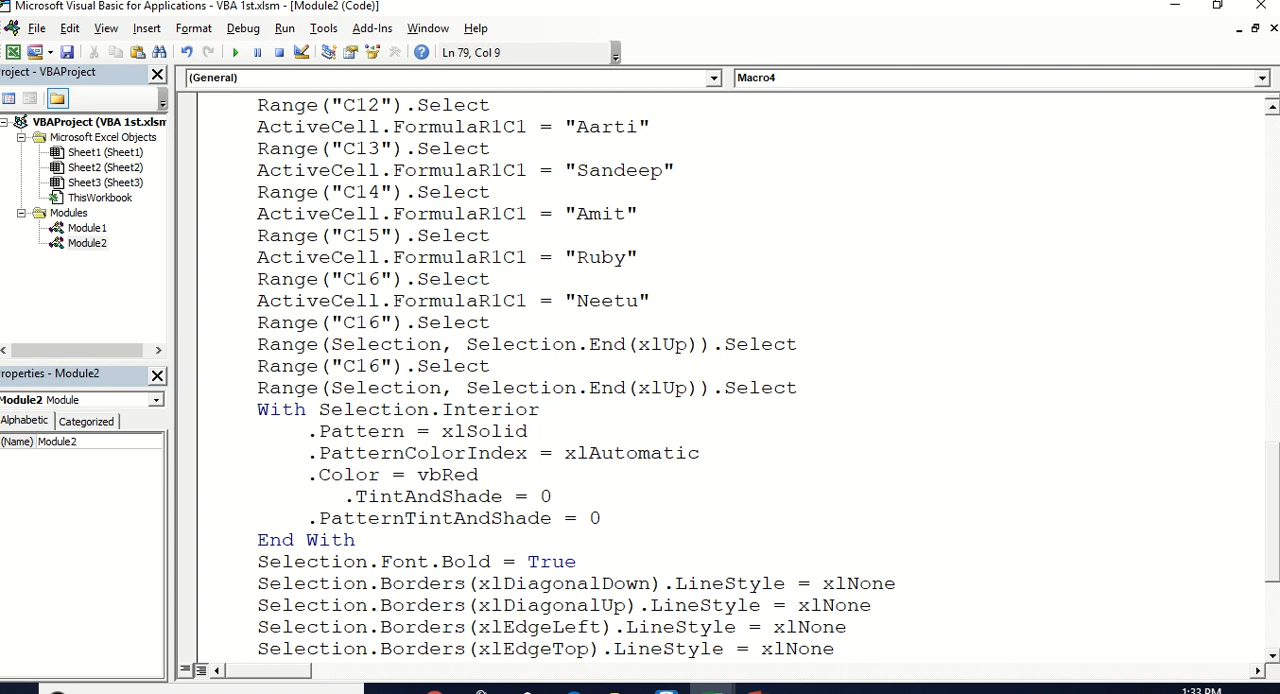 Microsoft Visual Basic for Applications - VBA 1st.xlsm - [Module2 (Code)]
File Edit View Insert Format Debug Run Tools Add-Ins Window Help
Ln 79, Col 9
roject - VBAProject
(General)
Macro4
VBAProject (VBA 1st.xlsm
Microsoft Excel Objects
Sheet1 (Sheet1)
Sheet2 (Sheet2)
Sheet3 (Sheet3)
ThisWorkbook
Modules
Module1
Module2
roperties - Module2
Module2 Module
Alphabetic Categorized
(Name) Module2
Range("C12").Select
ActiveCell.FormulaR1C1 = "Aarti"
Range("C13").Select
ActiveCell.FormulaR1C1 = "Sandeep"
Range("C14").Select
ActiveCell.FormulaR1C1 = "Amit"
Range("C15").Select
ActiveCell.FormulaR1C1 = "Ruby"
Range("C16").Select
ActiveCell.FormulaR1C1 = "Neetu"
Range("C16").Select
Range(Selection, Selection.End(xlUp)).Select
Range("C16").Select
Range(Selection, Selection.End(xlUp)).Select
With Selection.Interior
.Pattern = xlSolid
.PatternColorIndex = xlAutomatic
.Color = vbRed
.TintAndShade = 0
.PatternTintAndShade = 0
End With
Selection.Font.Bold = True
Selection.Borders(xlDiagonalDown).LineStyle = xlNone
Selection.Borders(xlDiagonalUp).LineStyle = xlNone
Selection.Borders(xlEdgeLeft).LineStyle = xlNone
Selection.Borders(xlEdgeTop).LineStyle = xlNone
1:33 PM